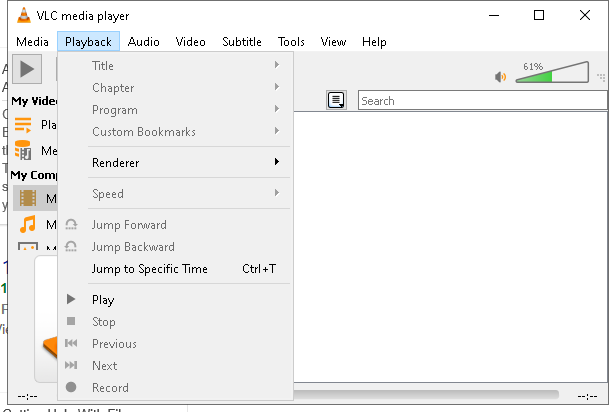 VLC media player
Media Playback Audio Video Subtitle Tools View Help
61%
Title
Chapter
Program
Custom Bookmarks
Renderer
Speed
Jump Forward
Jump Backward
Jump to Specific Time Ctrl+T
Play
Stop
Previous
Next
Record
Search
My Vide
Pla
Me
My Comp
M
M
--:--
--:--